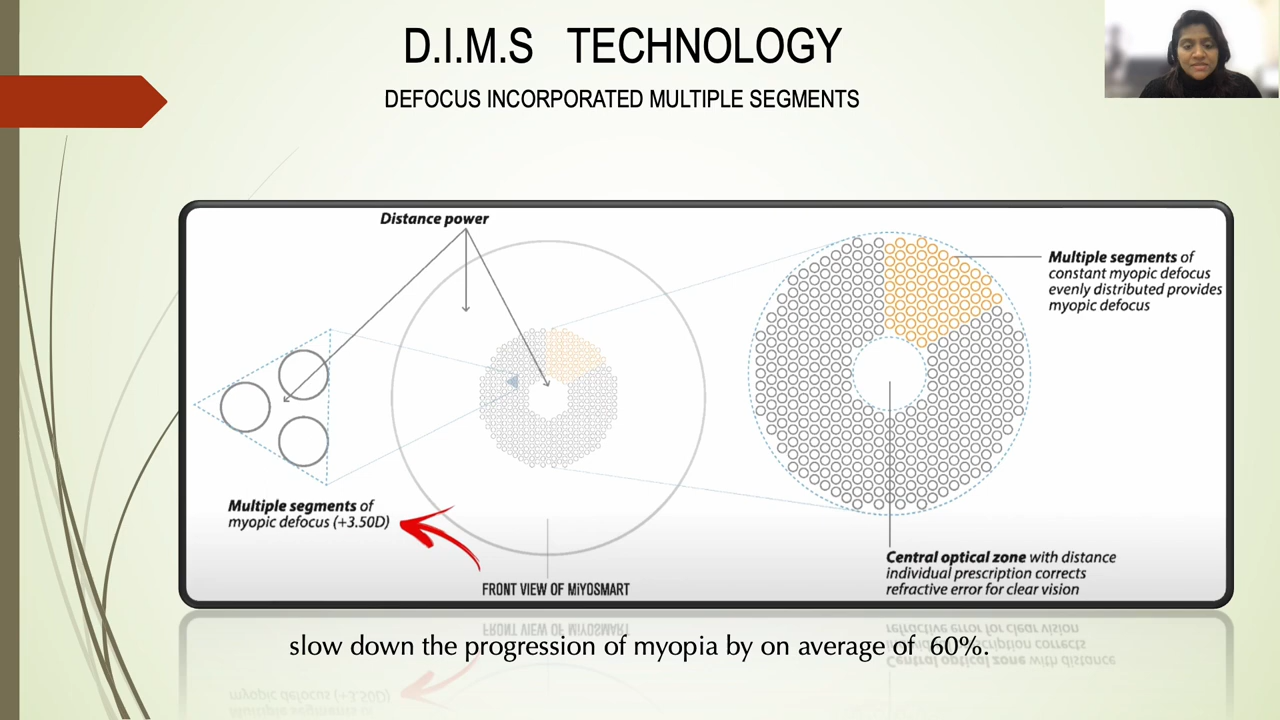 D.I.M.S TECHNOLOGY
DEFOCUS INCORPORATED MULTIPLE SEGMENTS
Distance power
Multiple segments of
constant myopic defocus
evenly distributed provides
myopic defocus
Multiple segments of
myopic defocus (+3.50D)
FRONT VIEW OF MiYOSMART
Central optical zone with distance
individual prescription corrects
refractive error for clear vision
slow down the progression of myopia by on average of 60%.